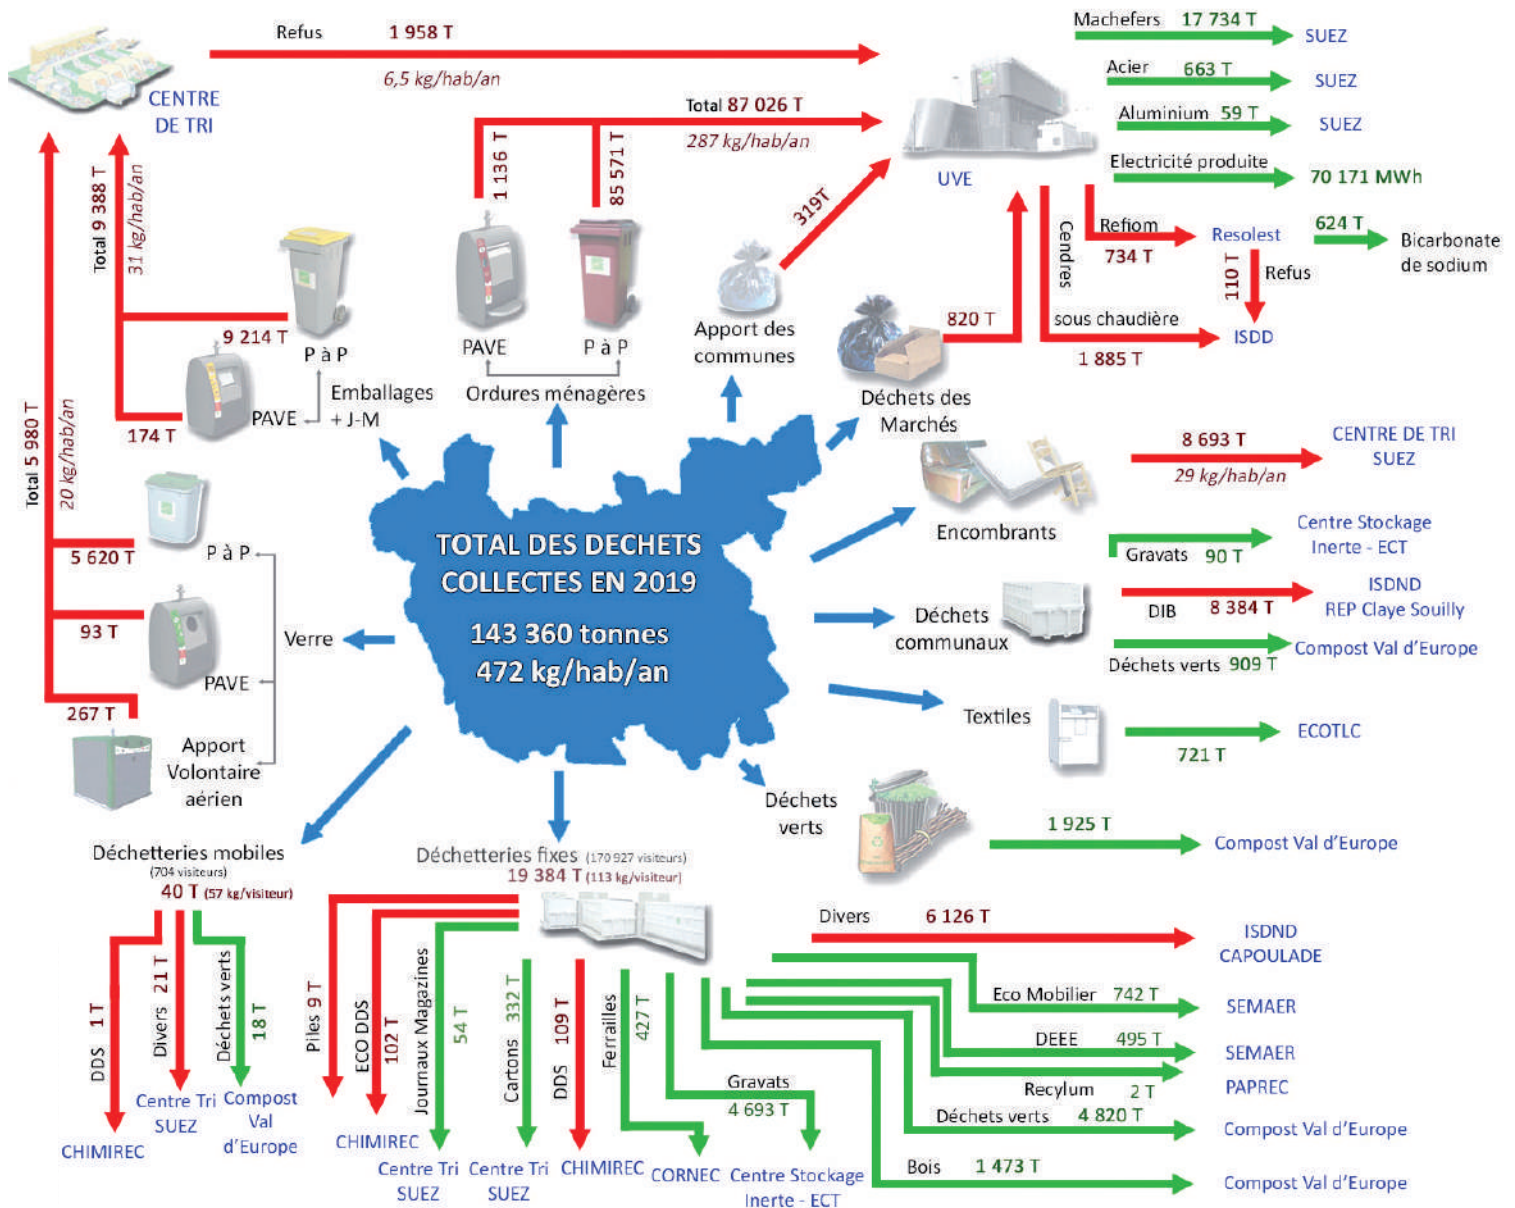 Refus 1 958 T
6,5 kg/hab/an
CENTRE
DE TRI
Total 87 026 T
287 kg/hab/an
1 136 T
85 571 T
319T
UVE
Machefers 17 734 T
SUEZ
Acier 663 T
SUEZ
Aluminium 59 T
SUEZ
Electricité produite
70 171 MWh
Refiom
734 T
Resolest
624 T
Bicarbonate
de sodium
110 T
Refus
Cendres
sous chaudière
1 885 T
ISDD
820 T
Total 9 388 T
31 kg/hab/an
9 214 T
P à P
174 T
PAVE
Emballages
+ J-M
PAVE
P à P
Ordures ménagères
Apport des
communes
Déchets des
Marchés
Total 5 980 T
20 kg/hab/an
5 620 T
P à P
93 T
PAVE
267 T
Apport
Volontaire
aérien
Verre
TOTAL DES DECHETS
COLLECTES EN 2019
143 360 tonnes
472 kg/hab/an
Encombrants
8 693 T
29 kg/hab/an
CENTRE DE TRI
SUEZ
Déchets
communaux
Gravats 90 T
Centre Stockage
Inerte - ECT
DIB 8 384 T
ISDND
REP Claye Souilly
Déchets verts 909 T
Compost Val d’Europe
Textiles
721 T
ECOTLC
Déchets
verts
1 925 T
Compost Val d’Europe
Déchetteries mobiles
(704 visiteurs)
40 T (57 kg/visiteur)
DDS 1 T
CHIMIREC
Divers 21 T
Centre Tri
SUEZ
Déchets verts
18 T
Compost
Val
d’Europe
Déchetteries fixes (170 927 visiteurs)
19 384 T (113 kg/visiteur)
Piles 9 T
ECO DDS
102 T
CHIMIREC
Journaux Magazines
54 T
Centre Tri
SUEZ
Cartons 332 T
Centre Tri
SUEZ
DDS 109 T
CHIMIREC
Ferrailles
427 T
CORNEC
Gravats
4 693 T
Centre Stockage
Inerte - ECT
Divers 6 126 T
ISDND
CAPOULADE
Eco Mobilier 742 T
SEMAER
DEEE 495 T
SEMAER
Recylum 2 T
PAPREC
Déchets verts 4 820 T
Compost Val d’Europe
Bois 1 473 T
Compost Val d’Europe